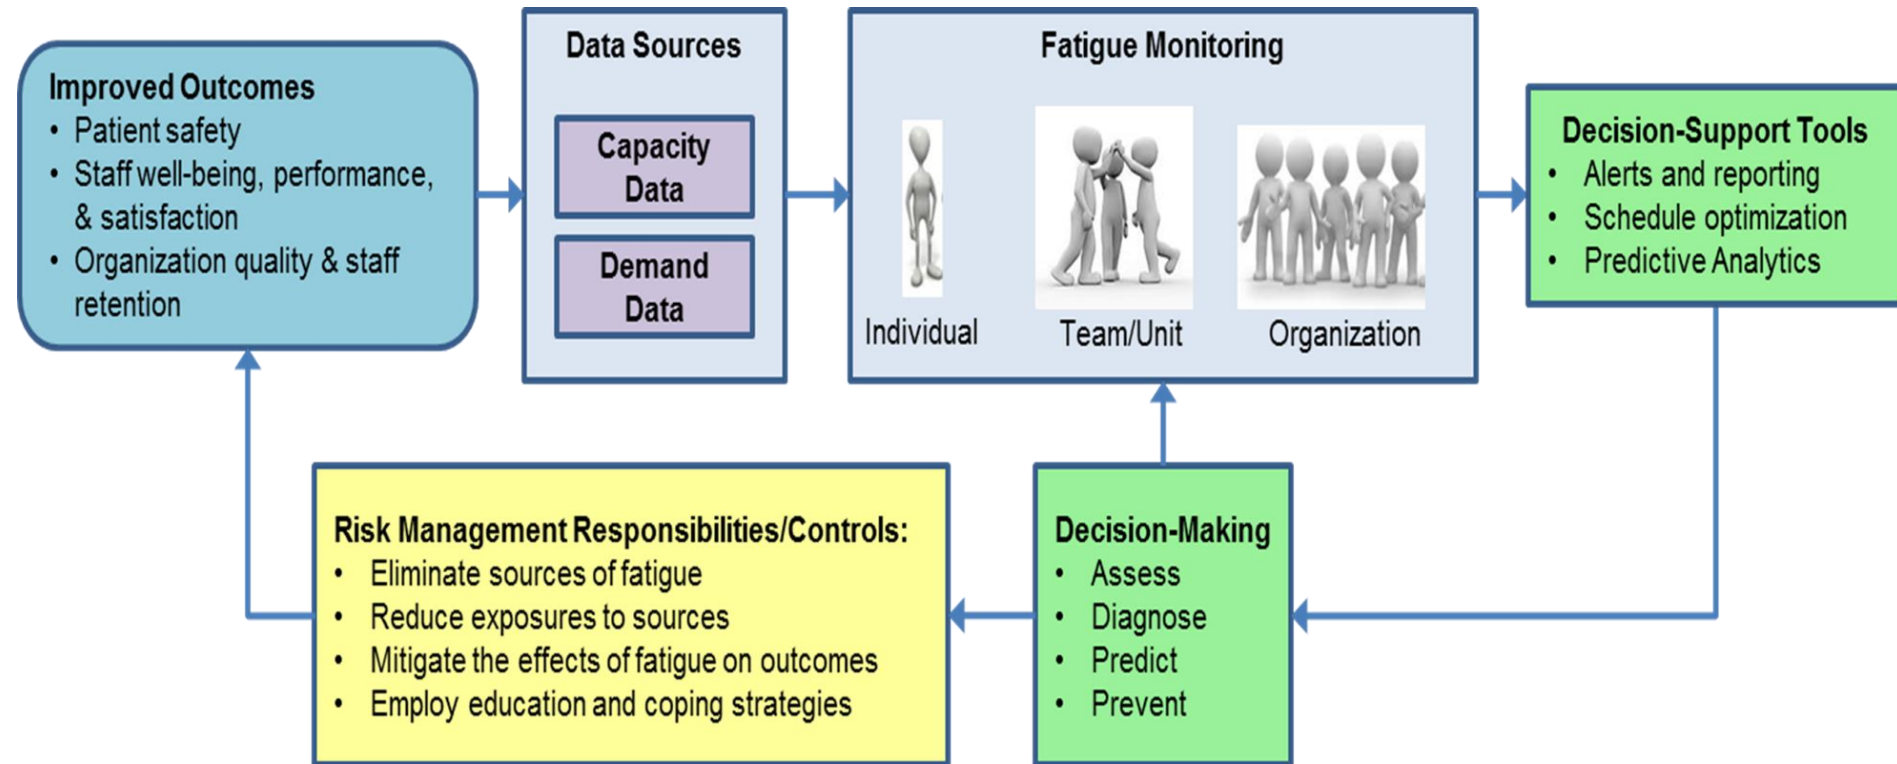 Improved Outcomes
• Patient safety
• Staff well-being, performance,
& satisfaction
• Organization quality & staff
retention
Data Sources
Capacity
Data
Demand
Data
Fatigue Monitoring
Individual
Team/Unit
Organization
Decision-Support Tools
• Alerts and reporting
• Schedule optimization
• Predictive Analytics
Risk Management Responsibilities/Controls:
• Eliminate sources of fatigue
• Reduce exposures to sources
• Mitigate the effects of fatigue on outcomes
• Employ education and coping strategies
Decision-Making
• Assess
• Diagnose
• Predict
• Prevent